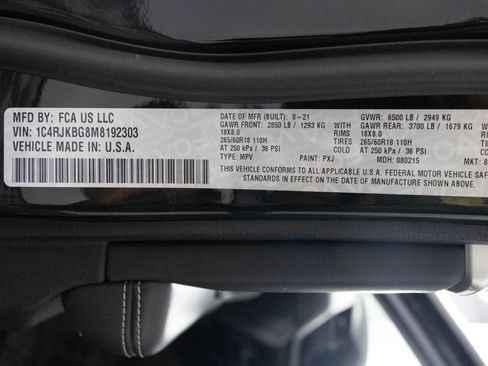 MFD BY: FCA US LLC
VIN: 1C4RJKBG8M8192303
VEHICLE MADE IN: U.S.A.
DATE OF MFR (BUILT): 8-21
GAWR FRONT: 2850 LB / 1293 KG
18X8.0
265/60R18 110H
AT 250 kPa / 36 PSI
TYPE: MPV PXJ
GVWR: 6500 LB / 2949 KG
WITH GAWR REAR: 3700 LB / 1679 KG
RIMS 18X8.0
TIRES 265/60R18 110H
COLD AT 250 kPa / 36 PSI
MDH: 080215 MKT: 8
THIS VEHICLE CONFORMS TO ALL APPLICABLE U.S.A. FEDERAL MOTOR VEHICLE SAF
STANDARDS IN EFFECT ON THE DATE OF MANUFACTURE SHOWN ABOVE.